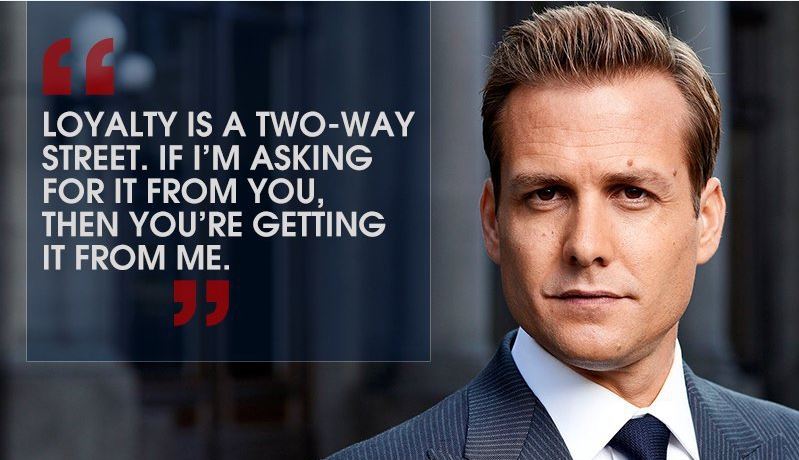 “
LOYALTY IS A TWO-WAY
STREET. IF I’M ASKING
FOR IT FROM YOU,
THEN YOU’RE GETTING
IT FROM ME.
”